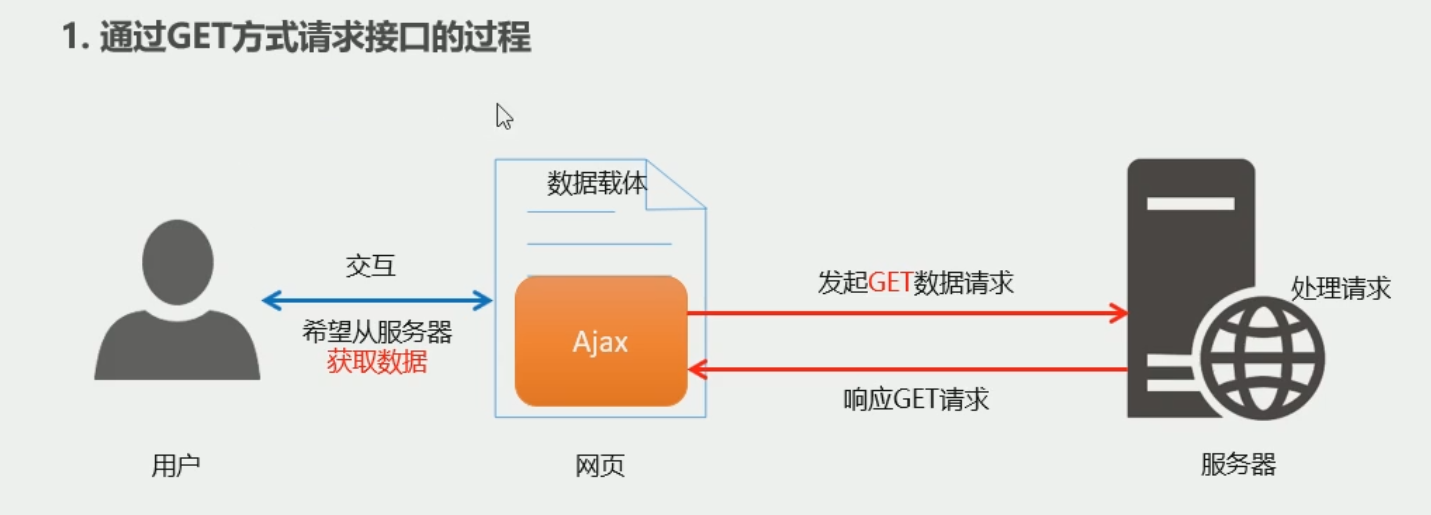 1. 通过GET方式请求接口的过程
数据载体
交互
希望从服务器
获取数据
Ajax
发起GET数据请求
响应GET请求
处理请求
用户
网页
服务器